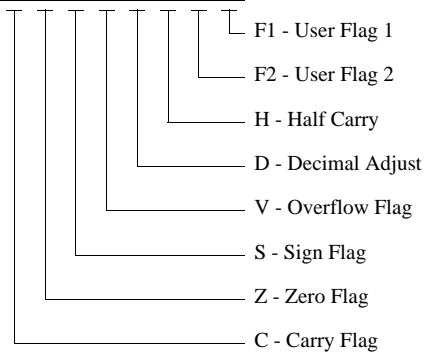 F1 - User Flag 1
F2 - User Flag 2
H - Half Carry
D - Decimal Adjust
V - Overflow Flag
S - Sign Flag
Z - Zero Flag
C - Carry Flag